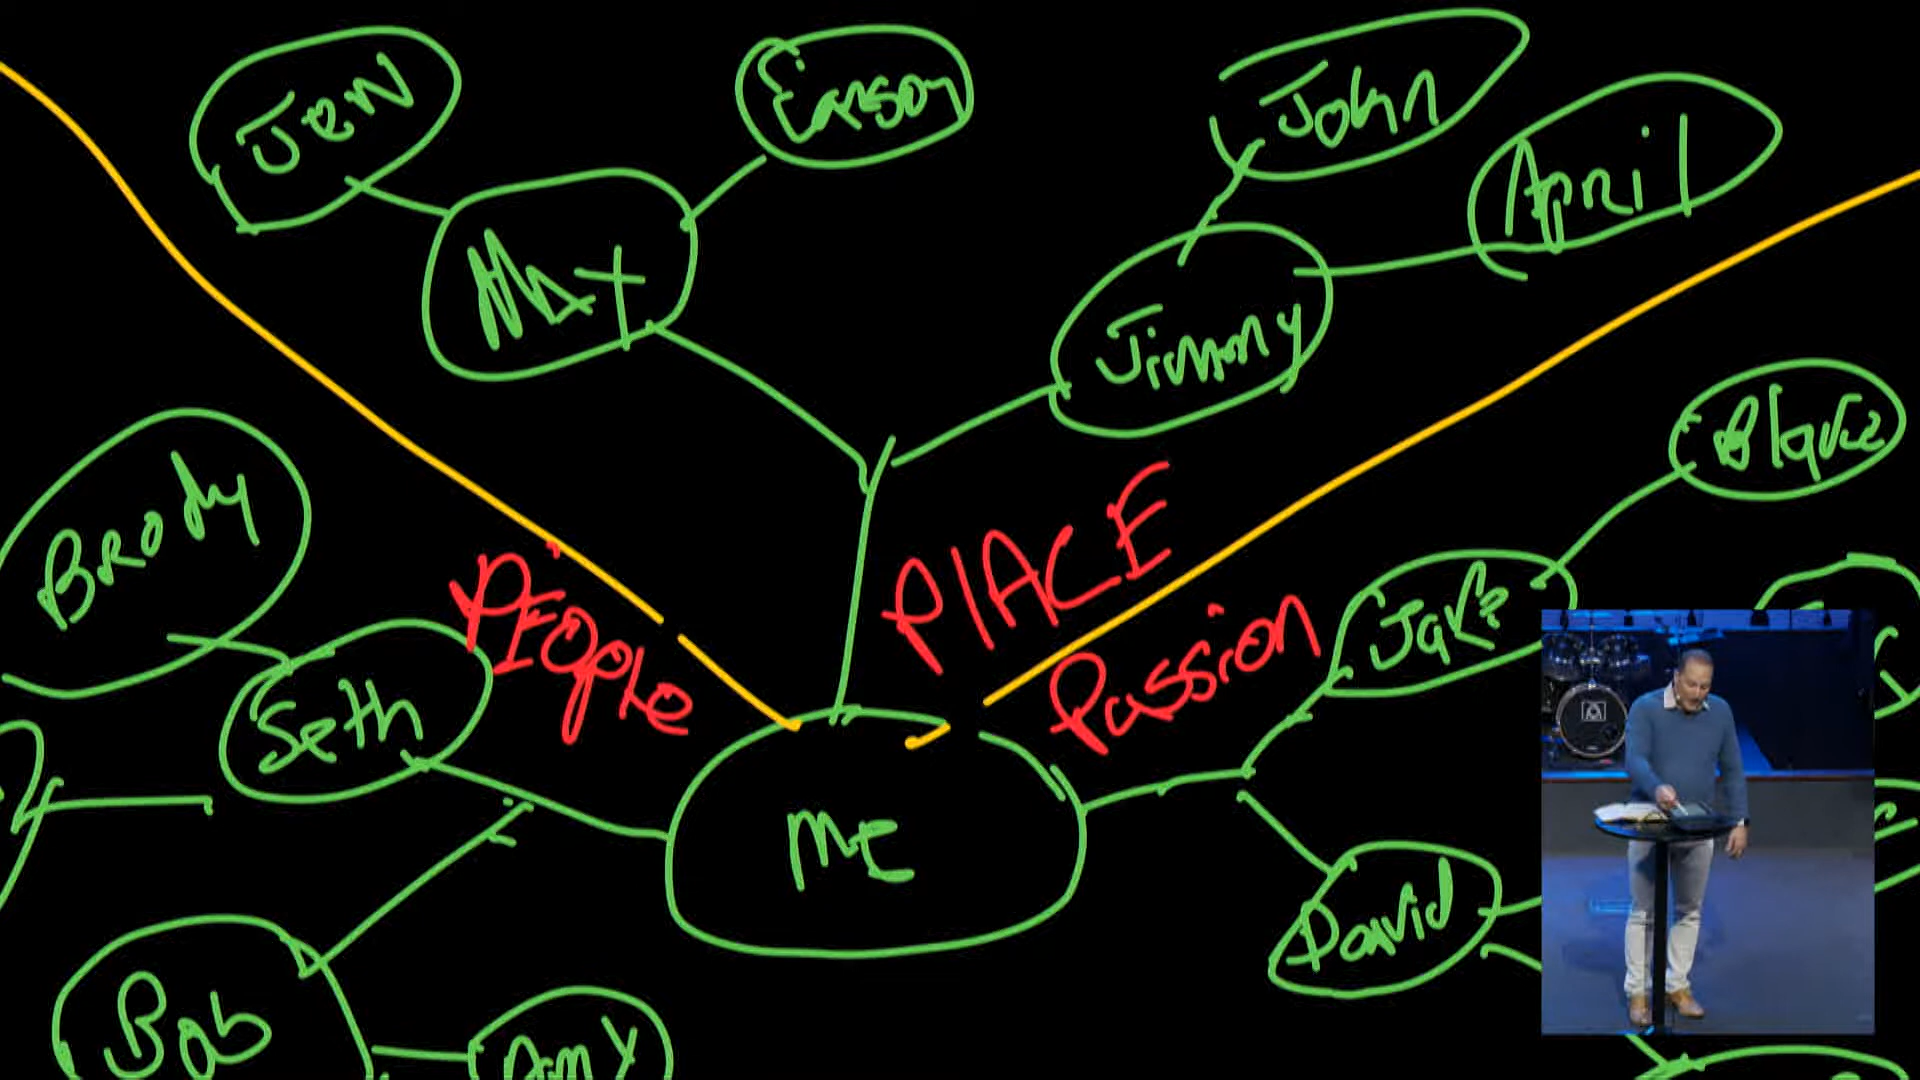 Jen
Carson
John
April
Max
Jimmy
Blake
Brody
PlACE
People
Passion
Jake
Seth
ME
David
Bob
Amy